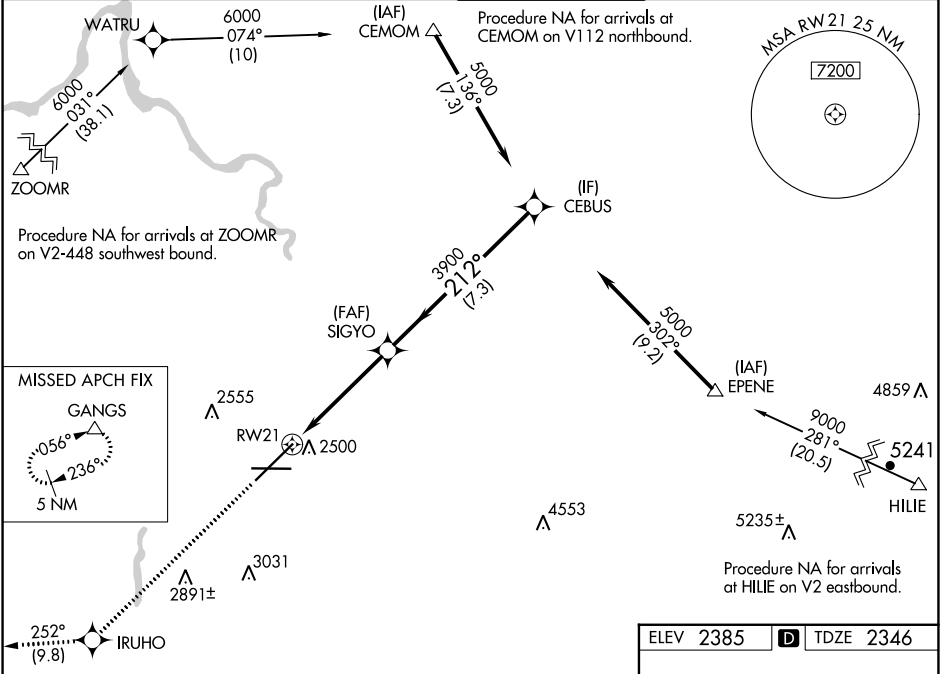 WATRU
6000
074°
(10)
(IAF)
CEMOM
Procedure NA for arrivals at
CEMOM on V112 northbound.
MSA RW 21 25 NM
7200
6000
031°
(38.1)
ZOOMR
5000
136°
(7.3)
(IF)
CEBUS
Procedure NA for arrivals at ZOOMR
on V2-448 southwest bound.
3900
212°
(7.3)
(FAF)
SIGYO
5000
302°
(9.2)
(IAF)
EPENE
4859
MISSED APCH FIX
GANGS
056°
236°
5 NM
2555
RW21
2500
9000
281°
(20.5)
5241
HILIE
4553
5235±
3031
2891±
Procedure NA for arrivals
at HILIE on V2 eastbound.
252°
(9.8)
IRUHO
ELEV 2385 D TDZE 2346